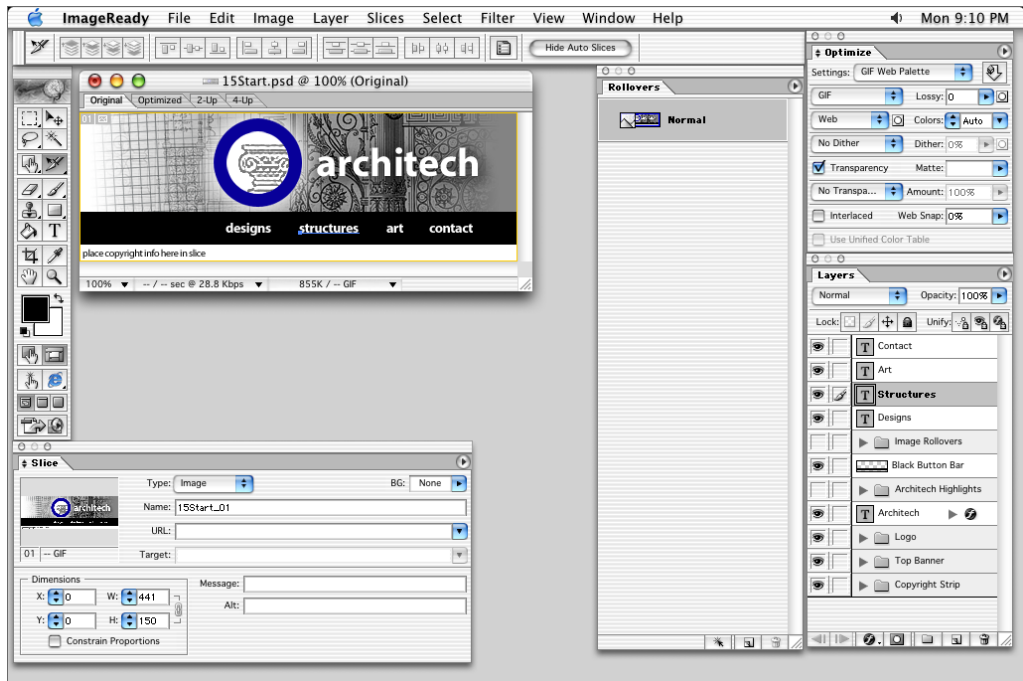 ImageReady File Edit Image Layer Slices Select Filter View Window Help Mon 9:10 PM
Hide Auto Slices
15Start.psd @ 100% (Original)
Original Optimized 2-Up 4-Up
01
architech
designs structures art contact
place copyright info here in slice
100% -- / -- sec @ 28.8 Kbps 855K / -- GIF
T
Rollovers
Normal
Optimize
Settings: GIF Web Palette
GIF Lossy: 0
Web Colors: Auto
No Dither Dither: 0%
Transparency Matte:
No Transpa... Amount: 100%
Interlaced Web Snap: 0%
Use Unified Color Table
Layers
Normal Opacity: 100%
Lock: Unify:
T Contact
T Art
T Structures
T Designs
Image Rollovers
Black Button Bar
Architech Highlights
T Architech
Logo
Top Banner
Copyright Strip
Slice
architech
01 -- GIF
Type: Image BG: None
Name: 15Start_01
URL:
Target:
Dimensions
X: 0 W: 441
Y: 0 H: 150
Constrain Proportions
Message:
Alt: